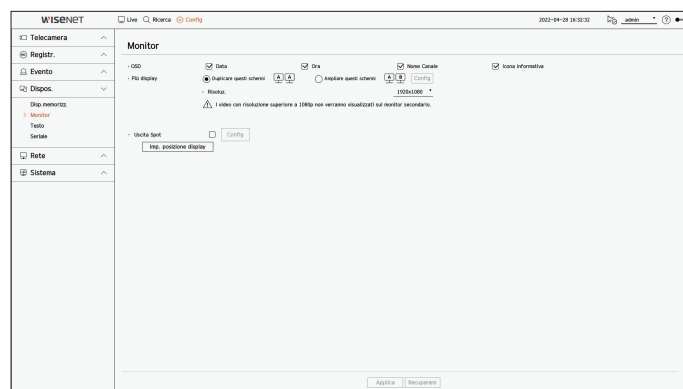 WISENET
Live Ricerca Config
2022-04-28 16:32:32
admin
?
Telecamera
Registr.
Evento
Dispos.
Disp.memorizz.
> Monitor
Testo
Seriale
Rete
Sistema
Monitor
• OSD Data Ora Nome Canale Icona informativa
• Più display Duplicare questi schermi A A Ampliare questi schermi A B Config
• Risoluz. 1920x1080
I video con risoluzione superiore a 1080p non verranno visualizzati sul monitor secondario.
• Uscita Spot Config
Imp. posizione display
Applica Recuperare